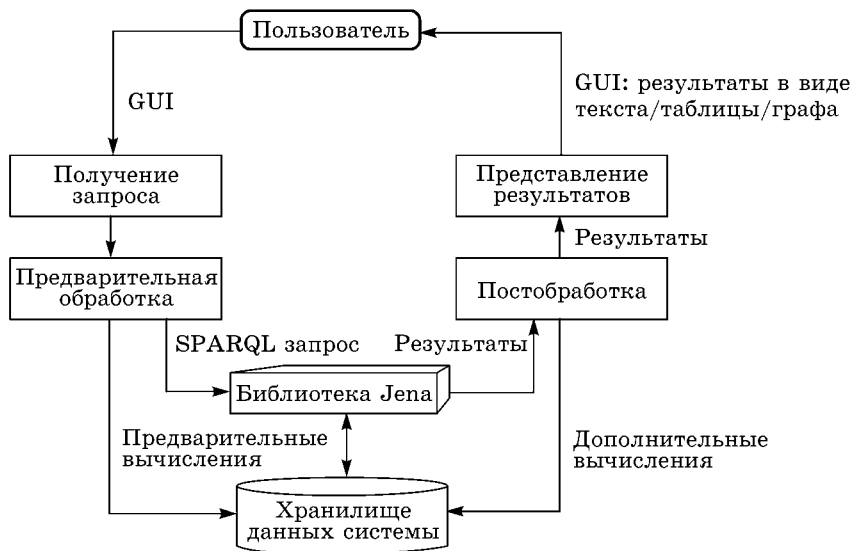 Пользователь
GUI
GUI: результаты в виде
текста/таблицы/графа
Получение
запроса
Представление
результатов
Результаты
Предварительная
обработка
Постобработка
SPARQL запрос
Результаты
Библиотека Jena
Предварительные
вычисления
Дополнительные
вычисления
Хранилище
данных системы